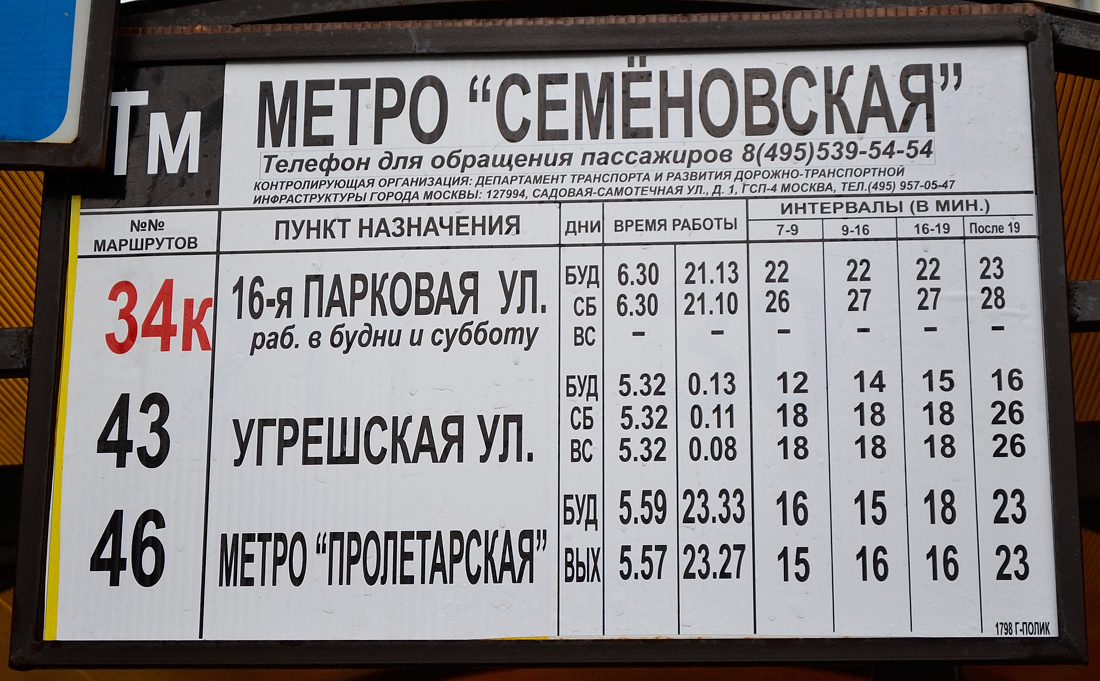 Тм
МЕТРО “СЕМЁНОВСКАЯ”
Телефон для обращения пассажиров 8(495)539-54-54
КОНТРОЛИРУЮЩАЯ ОРГАНИЗАЦИЯ: ДЕПАРТАМЕНТ ТРАНСПОРТА И РАЗВИТИЯ ДОРОЖНО-ТРАНСПОРТНОЙ
ИНФРАСТРУКТУРЫ ГОРОДА МОСКВЫ: 127994, САДОВАЯ-САМОТЕЧНАЯ УЛ., Д. 1, ГСП-4 МОСКВА, ТЕЛ.(495) 957-05-47
№№ МАРШРУТОВ ПУНКТ НАЗНАЧЕНИЯ ДНИ ВРЕМЯ РАБОТЫ ИНТЕРВАЛЫ (В МИН.)
7-9 9-16 16-19 После 19
34к 16-я ПАРКОВАЯ УЛ. БУД 6.30 21.13 22 22 22 23
СБ 6.30 21.10 26 27 27 28
раб. в будни и субботу ВС – – – – – –
43 УГРЕШСКАЯ УЛ. БУД 5.32 0.13 12 14 15 16
СБ 5.32 0.11 18 18 18 26
ВС 5.32 0.08 18 18 18 26
46 МЕТРО “ПРОЛЕТАРСКАЯ” БУД 5.59 23.33 16 15 18 23
ВЫХ 5.57 23.27 15 16 16 23
1798 Г-ПОЛИК